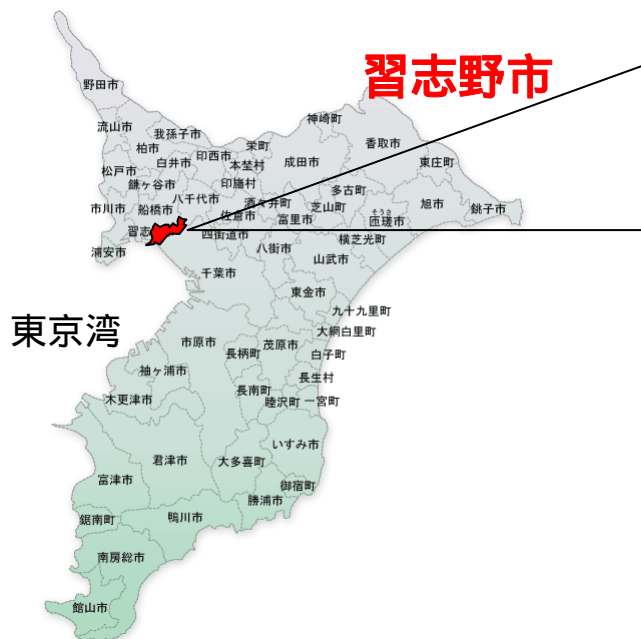 習志野市
野田市
神崎町
流山市
我孫子市
香取市
柏市
栄町
印西市
成田市
東庄町
白井市
本埜村
松戸市
鎌ヶ谷市
印旛村
多古町
八千代市
酒々井町
芝山町
旭市
市川市
船橋市
佐倉市
富里市
そうさ
匝瑳市
銚子市
習志
四街道市
横芝光町
浦安市
八街市
山武市
千葉市
東金市
九十九里町
東京湾
大網白里町
市原市
茂原市
長柄町
白子町
袖ヶ浦市
長生村
長南町
木更津市
睦沢町
一宮町
いすみ市
君津市
大多喜町
富津市
御宿町
勝浦市
鋸南町
鴨川市
南房総市
館山市